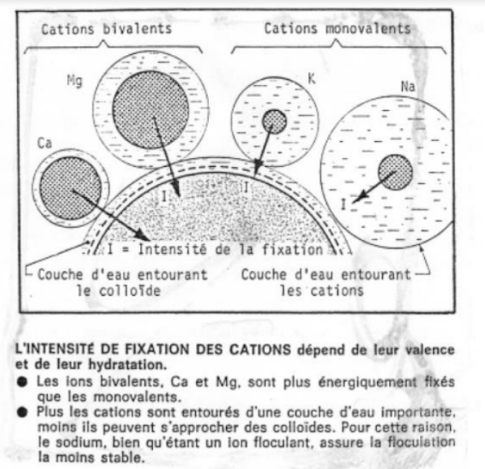 Cations bivalents
Cations monovalents
Mg
K
Na
Ca
I
I
I
I = Intensité de la fixation
Couche d'eau entourant
le colloïde
Couche d'eau entourant
les cations
L'INTENSITÉ DE FIXATION DES CATIONS dépend de leur valence
et de leur hydratation.
● Les ions bivalents, Ca et Mg, sont plus énergiquement fixés
que les monovalents.
● Plus les cations sont entourés d'une couche d'eau importante,
moins ils peuvent s'approcher des colloïdes. Pour cette raison,
le sodium, bien qu'étant un ion floculant, assure la floculation
la moins stable.